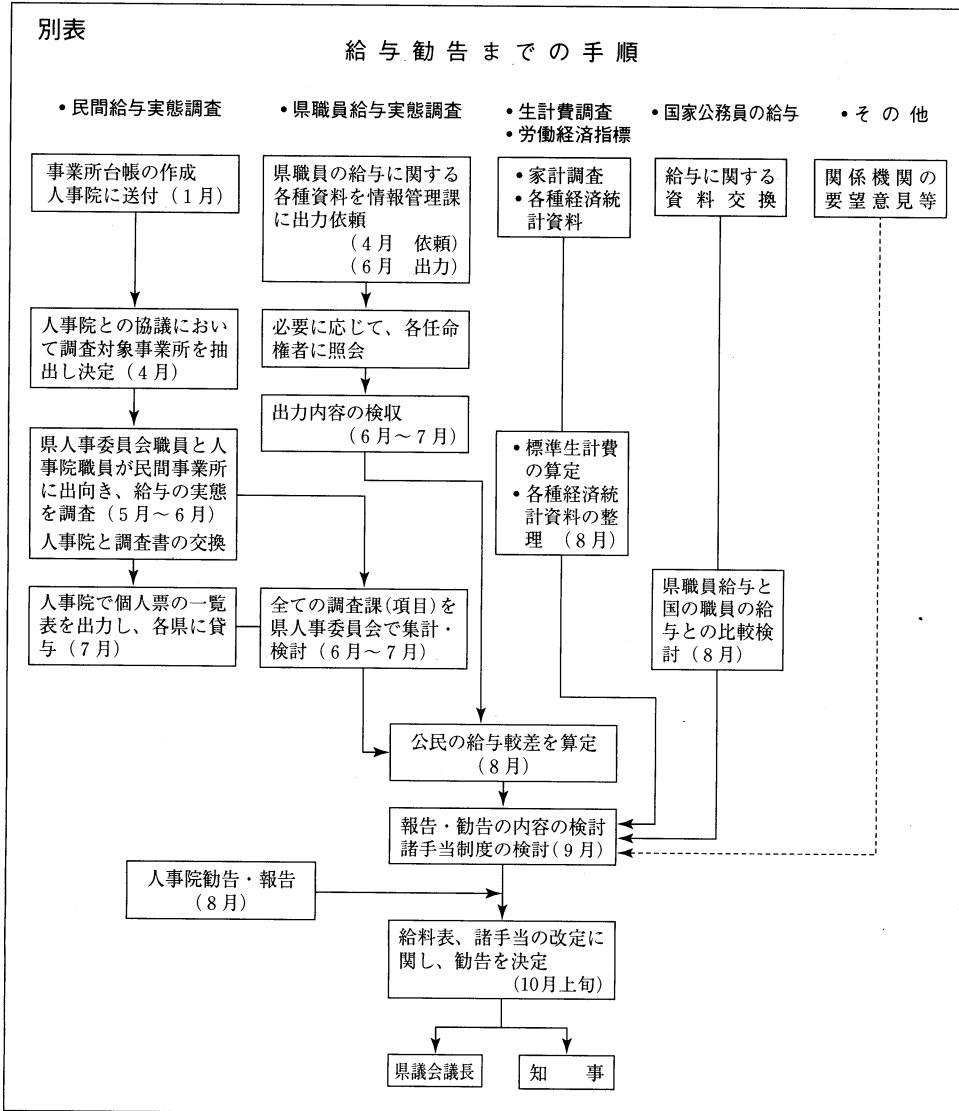 別表
給与勧告までの手順
• 民間給与実態調査
• 県職員給与実態調査
• 生計費調査
• 労働経済指標
• 国家公務員の給与
• その他
事業所台帳の作成
人事院に送付（1月）
県職員の給与に関する
各種資料を情報管理課
に出力依頼
（4月　依頼）
（6月　出力）
• 家計調査
• 各種経済統
計資料
給与に関する
資料交換
関係機関の
要望意見等
人事院との協議におい
て調査対象事業所を抽
出し決定（4月）
必要に応じて、各任命
権者に照会
出力内容の検収
（6月～7月）
県人事委員会職員と人
事院職員が民間事業所
に出向き、給与の実態
を調査（5月～6月）
人事院と調査書の交換
• 標準生計費
の算定
• 各種経済統
計資料の整
理（8月）
人事院で個人票の一覧
表を出力し、各県に貸
与（7月）
全ての調査課（項目）を
県人事委員会で集計・
検討（6月～7月）
県職員給与と
国の職員の給
与との比較検
討（8月）
公民の給与較差を算定
（8月）
報告・勧告の内容の検討
諸手当制度の検討（9月）
人事院勧告・報告
（8月）
給料表、諸手当の改定に
関し、勧告を決定
（10月上旬）
県議会議長
知事